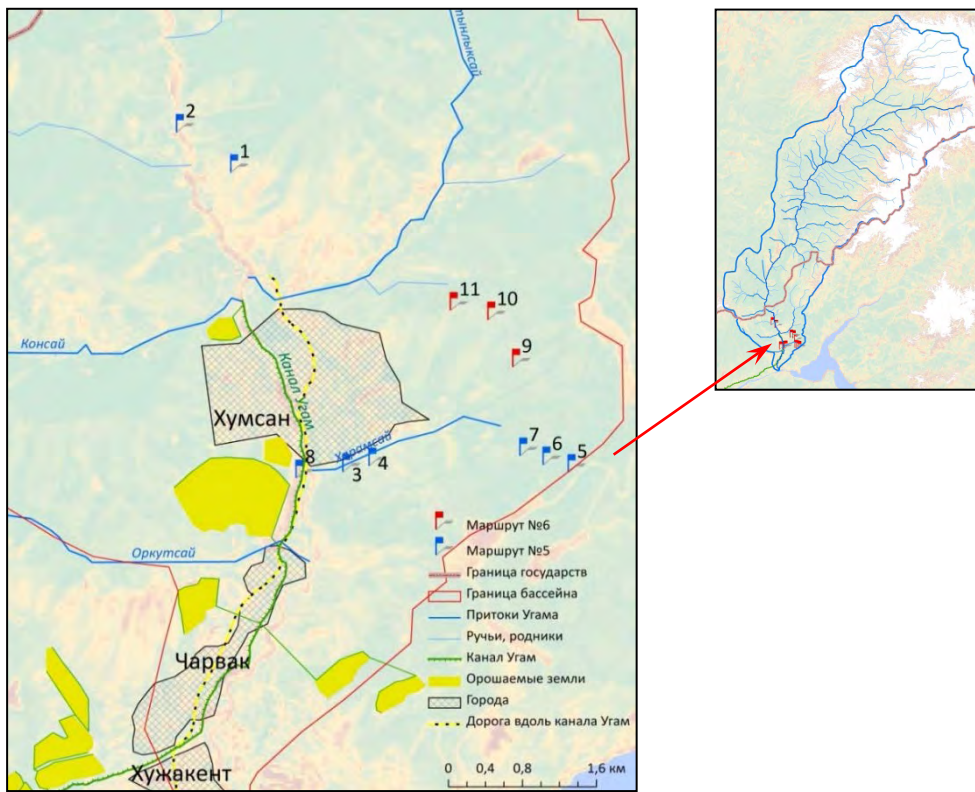 тынлыксай
2
1
11
10
9
Консай
Канал Угам
Хумсан
Харамсай
8
3
4
7
6
5
Маршрут №6
Маршрут №5
Граница государств
Граница бассейна
Притоки Угама
Ручьи, родники
Канал Угам
Орошаемые земли
Города
Дорога вдоль канала Угам
Оркутсай
Чарвак
Хужакент
0 0,4 0,8 1,6 км